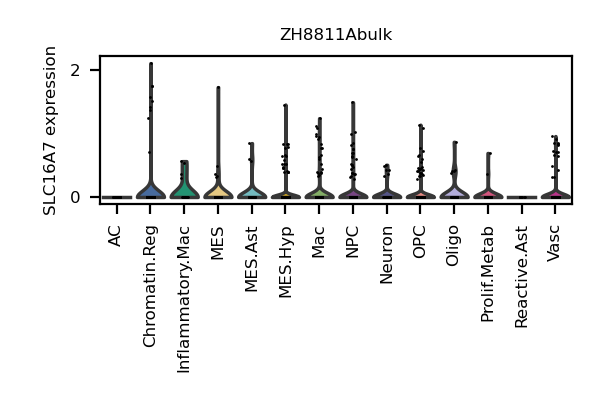 ZH8811Abulk
SLC16A7 expression
2
0
AC
Chromatin.Reg
Inflammatory.Mac
MES
MES.Ast
MES.Hyp
Mac
NPC
Neuron
OPC
Oligo
Prolif.Metab
Reactive.Ast
Vasc